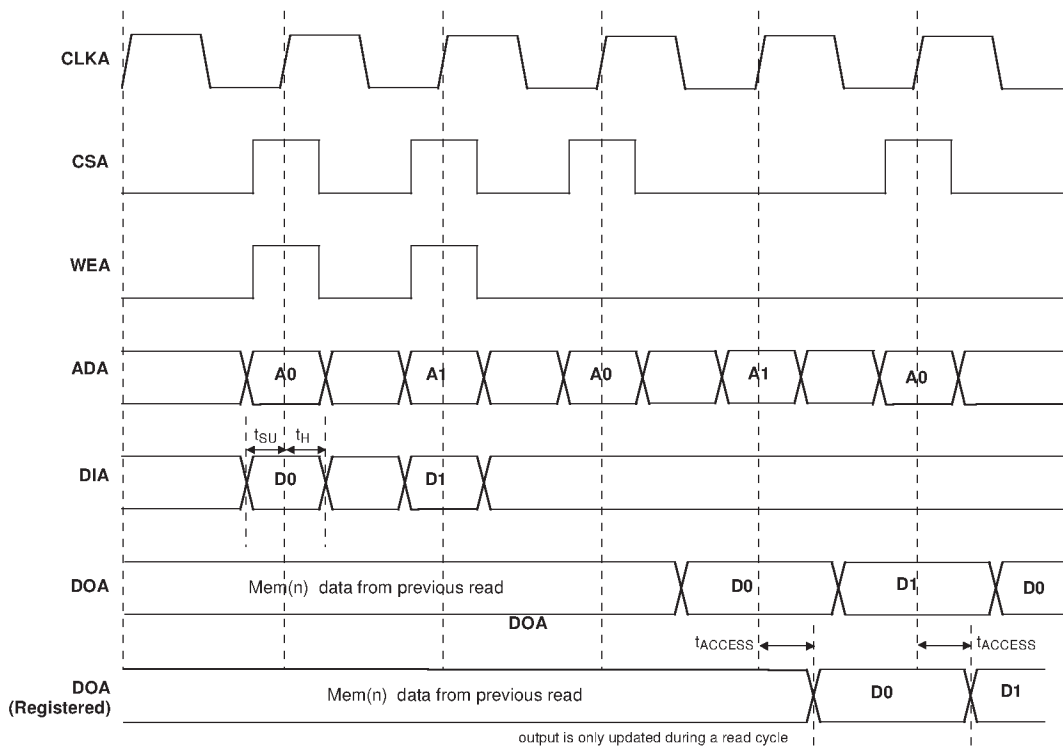 CLKA
CSA
WEA
ADA A0 A1 A0 A1 A0
tSU tH
DIA D0 D1
DOA Mem(n) data from previous read D0 D1 D0
DOA
tACCESS tACCESS
DOA
(Registered)
Mem(n) data from previous read D0 D1
output is only updated during a read cycle